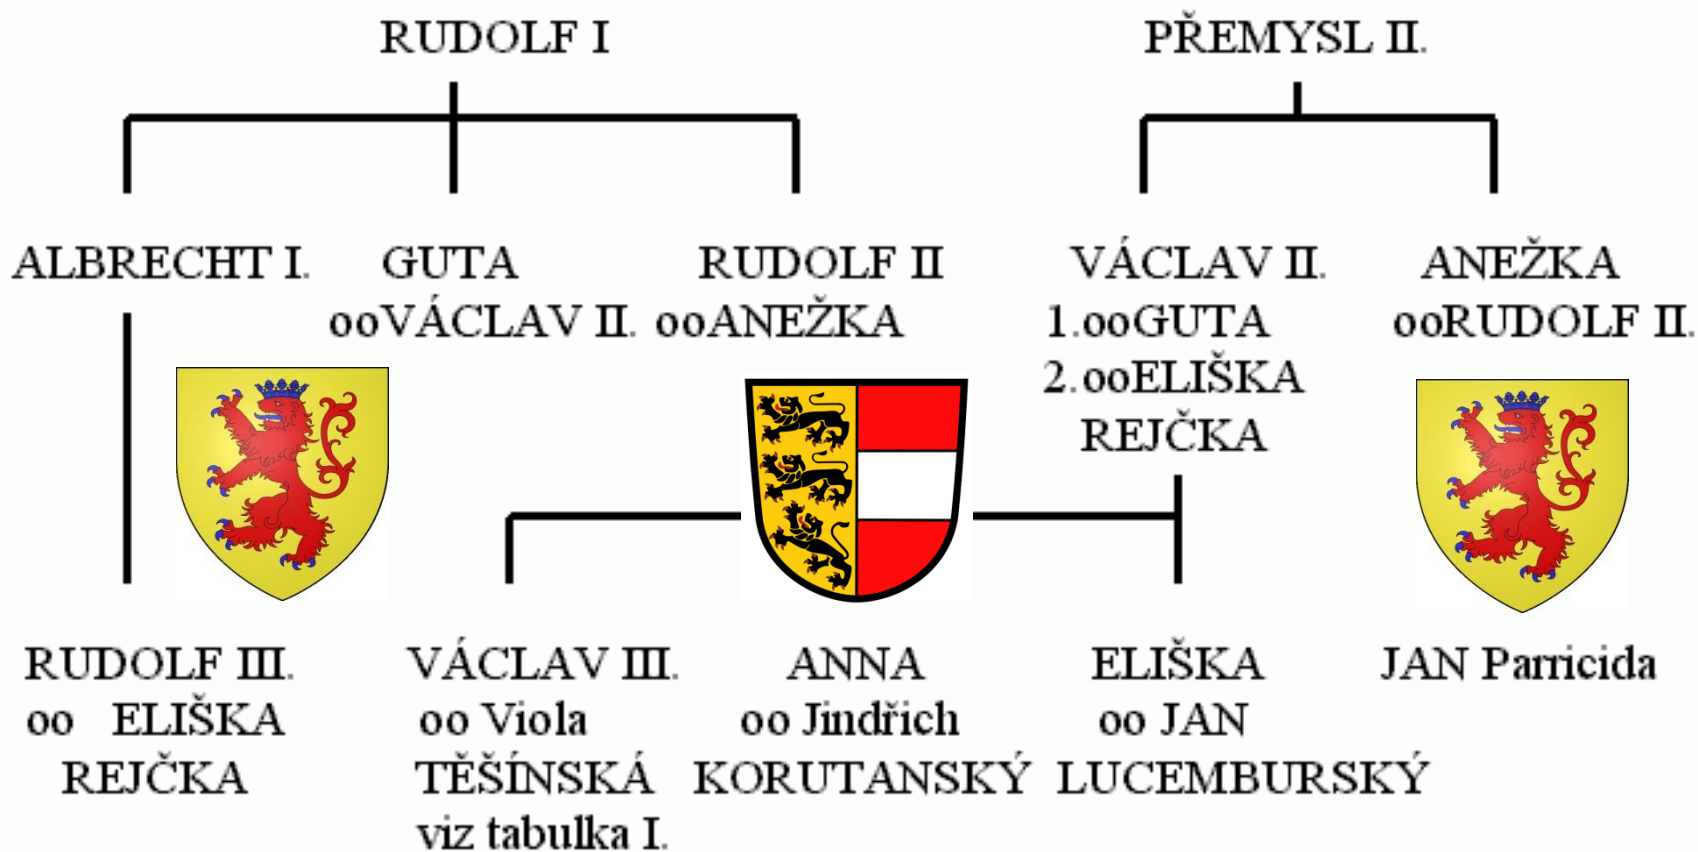 RUDOLF I
PŘEMYSL II.
ALBRECHT I.
GUTA
ooVÁCLAV II.
RUDOLF II
ooANEŽKA
VÁCLAV II.
1.ooGUTA
2.ooELIŠKA
REJČKA
ANEŽKA
ooRUDOLF II.
RUDOLF III.
oo ELIŠKA
REJČKA
VÁCLAV III.
oo Viola
TĚŠÍNSKÁ
viz tabulka I.
ANNA
oo Jindřich
KORUTANSKÝ
ELIŠKA
oo JAN
LUCEMBURSKÝ
JAN Parricida